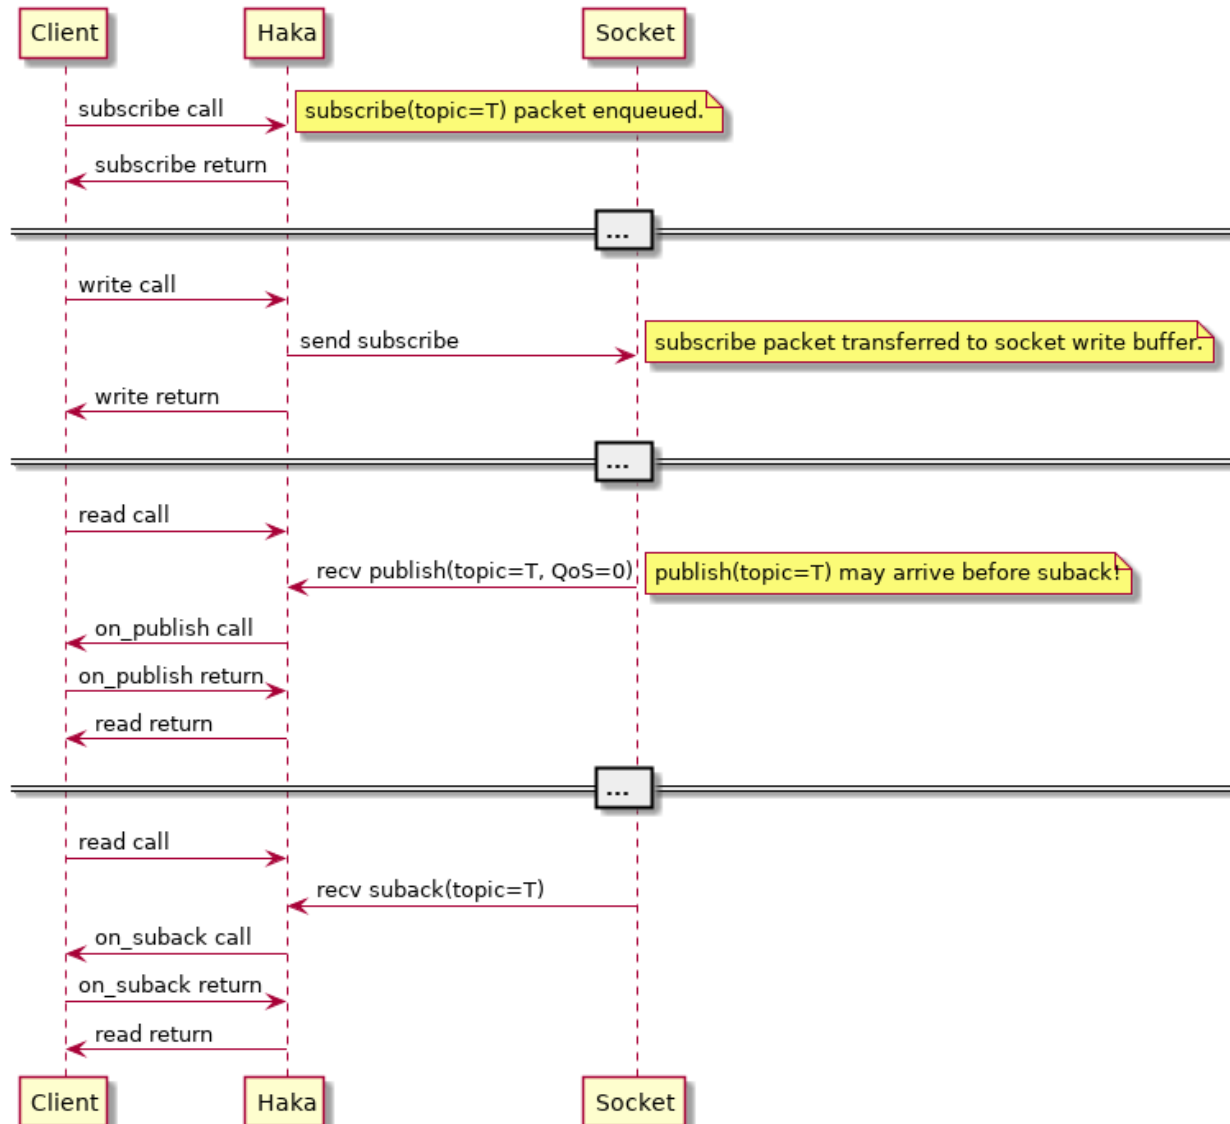 Client Haka Socket
subscribe call
subscribe(topic=T) packet enqueued.
subscribe return
...
write call
send subscribe
subscribe packet transferred to socket write buffer.
write return
...
read call
recv publish(topic=T, QoS=0)
publish(topic=T) may arrive before suback!
on_publish call
on_publish return
read return
...
read call
recv suback(topic=T)
on_suback call
on_suback return
read return
Client Haka Socket